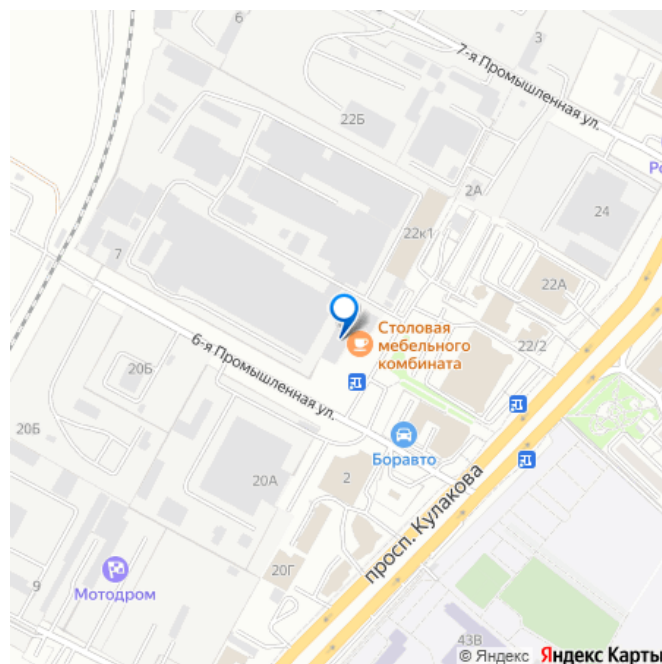 6
3
7-я Промышленная ул.
22Б
2А
Ро
24
22к1
7
22А
Столовая
мебельного
комбината
22/2
6-я Промышленная ул.
20Б
20Б
Боравто
просп. Кулакова
20А
2
20Г
Мотодром
9
43В
© Яндекс Яндекс Карты